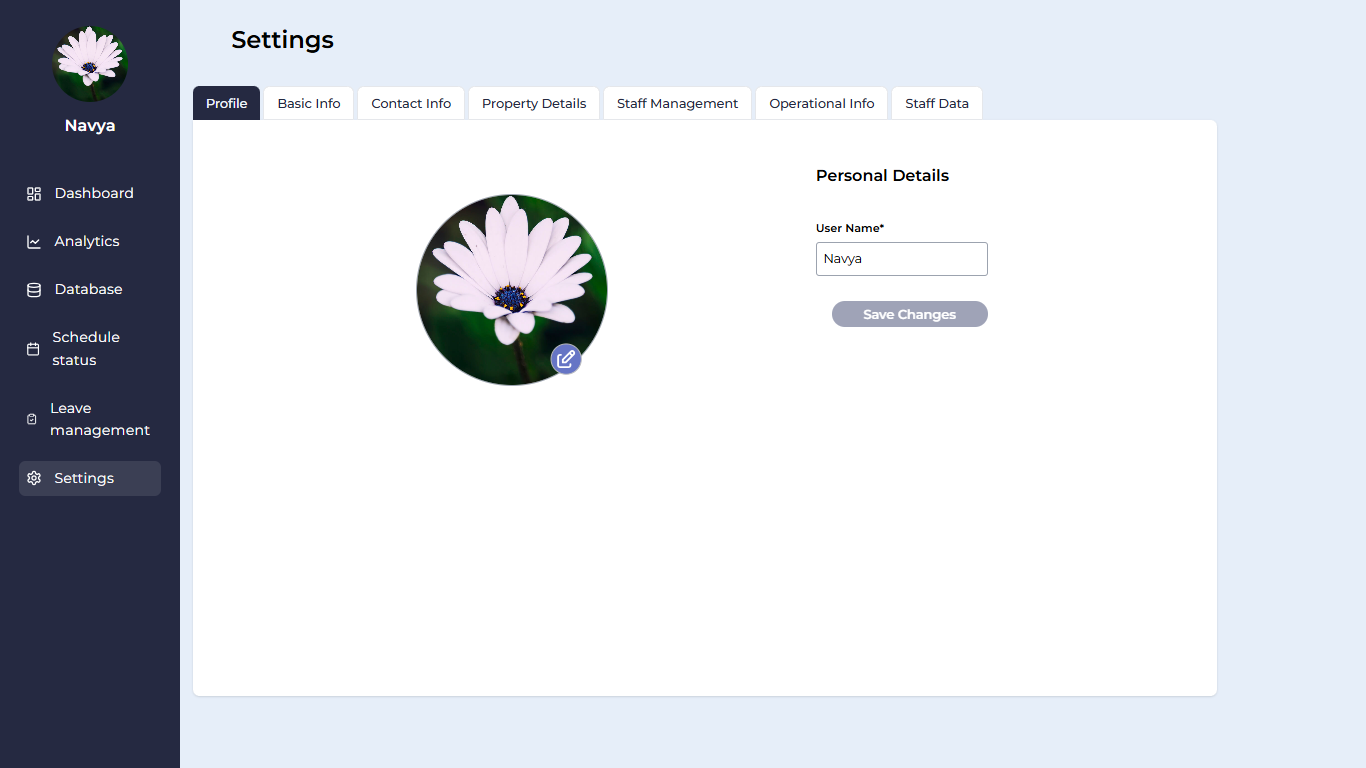 Navya
Dashboard
Analytics
Database
Schedule
status
Leave
management
Settings
Settings
Profile
Basic Info
Contact Info
Property Details
Staff Management
Operational Info
Staff Data
Personal Details
User Name*
Navya
Save Changes